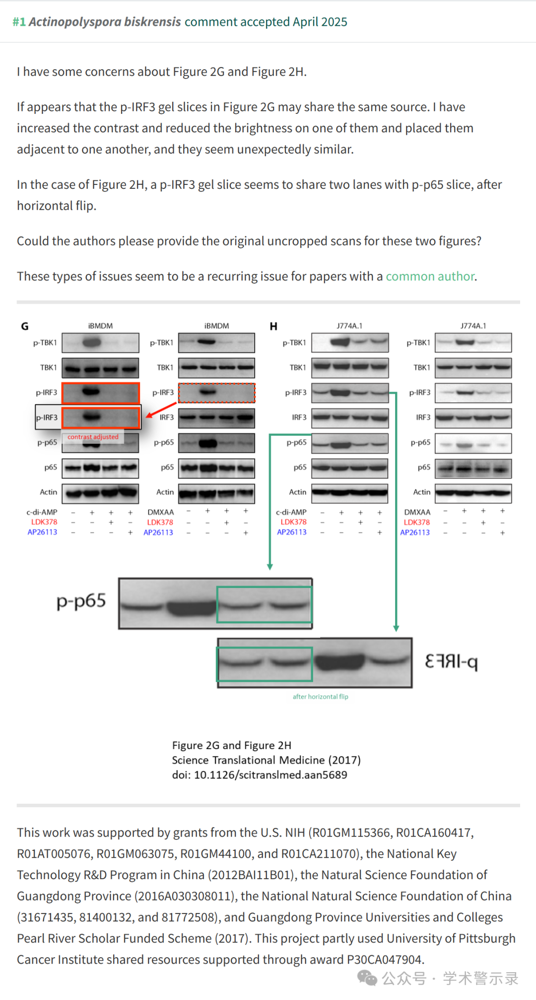 #1 Actinopolyspora biskrensis comment accepted April 2025
I have some concerns about Figure 2G and Figure 2H.
If appears that the p-IRF3 gel slices in Figure 2G may share the same source. I have
increased the contrast and reduced the brightness on one of them and placed them
adjacent to one another, and they seem unexpectedly similar.
In the case of Figure 2H, a p-IRF3 gel slice seems to share two lanes with p-p65 slice, after
horizontal flip.
Could the authors please provide the original uncropped scans for these two figures?
These types of issues seem to be a recurring issue for papers with a common author.
G iBMDM iBMDM H J774A.1 J774A.1
p-TBK1 p-TBK1 p-TBK1 p-TBK1
TBK1 TBK1 TBK1 TBK1
p-IRF3 p-IRF3 p-IRF3 p-IRF3
p-IRF3 IRF3 IRF3 IRF3
contrast adjusted
p-p65 p-p65 p-p65 p-p65
p65 p65 p65 p65
Actin Actin Actin Actin
c-di-AMP − + + + DMXAA − + + + c-di-AMP − + + + DMXAA − + + +
LDK378 − − + − LDK378 − − + − LDK378 − − + − LDK378 − − + −
AP26113 − − − + AP26113 − − − + AP26113 − − − + AP26113 − − − +
p-p65
p-IRF3
after horizontal flip
Figure 2G and Figure 2H
Science Translational Medicine (2017)
doi: 10.1126/scitranslmed.aan5689
This work was supported by grants from the U.S. NIH (R01GM115366, R01CA160417,
R01AT005076, R01GM063075, R01GM44100, and R01CA211070), the National Key
Technology R&D Program in China (2012BAI11B01), the Natural Science Foundation of
Guangdong Province (2016A030308011), the National Natural Science Foundation of China
(31671435, 81400132, and 81772508), and Guangdong Province Universities and Colleges
Pearl River Scholar Funded Scheme (2017). This project partly used University of Pittsburgh
Cancer Institute shared resources supported through award P30CA047904.
公众号 · 学术警示录